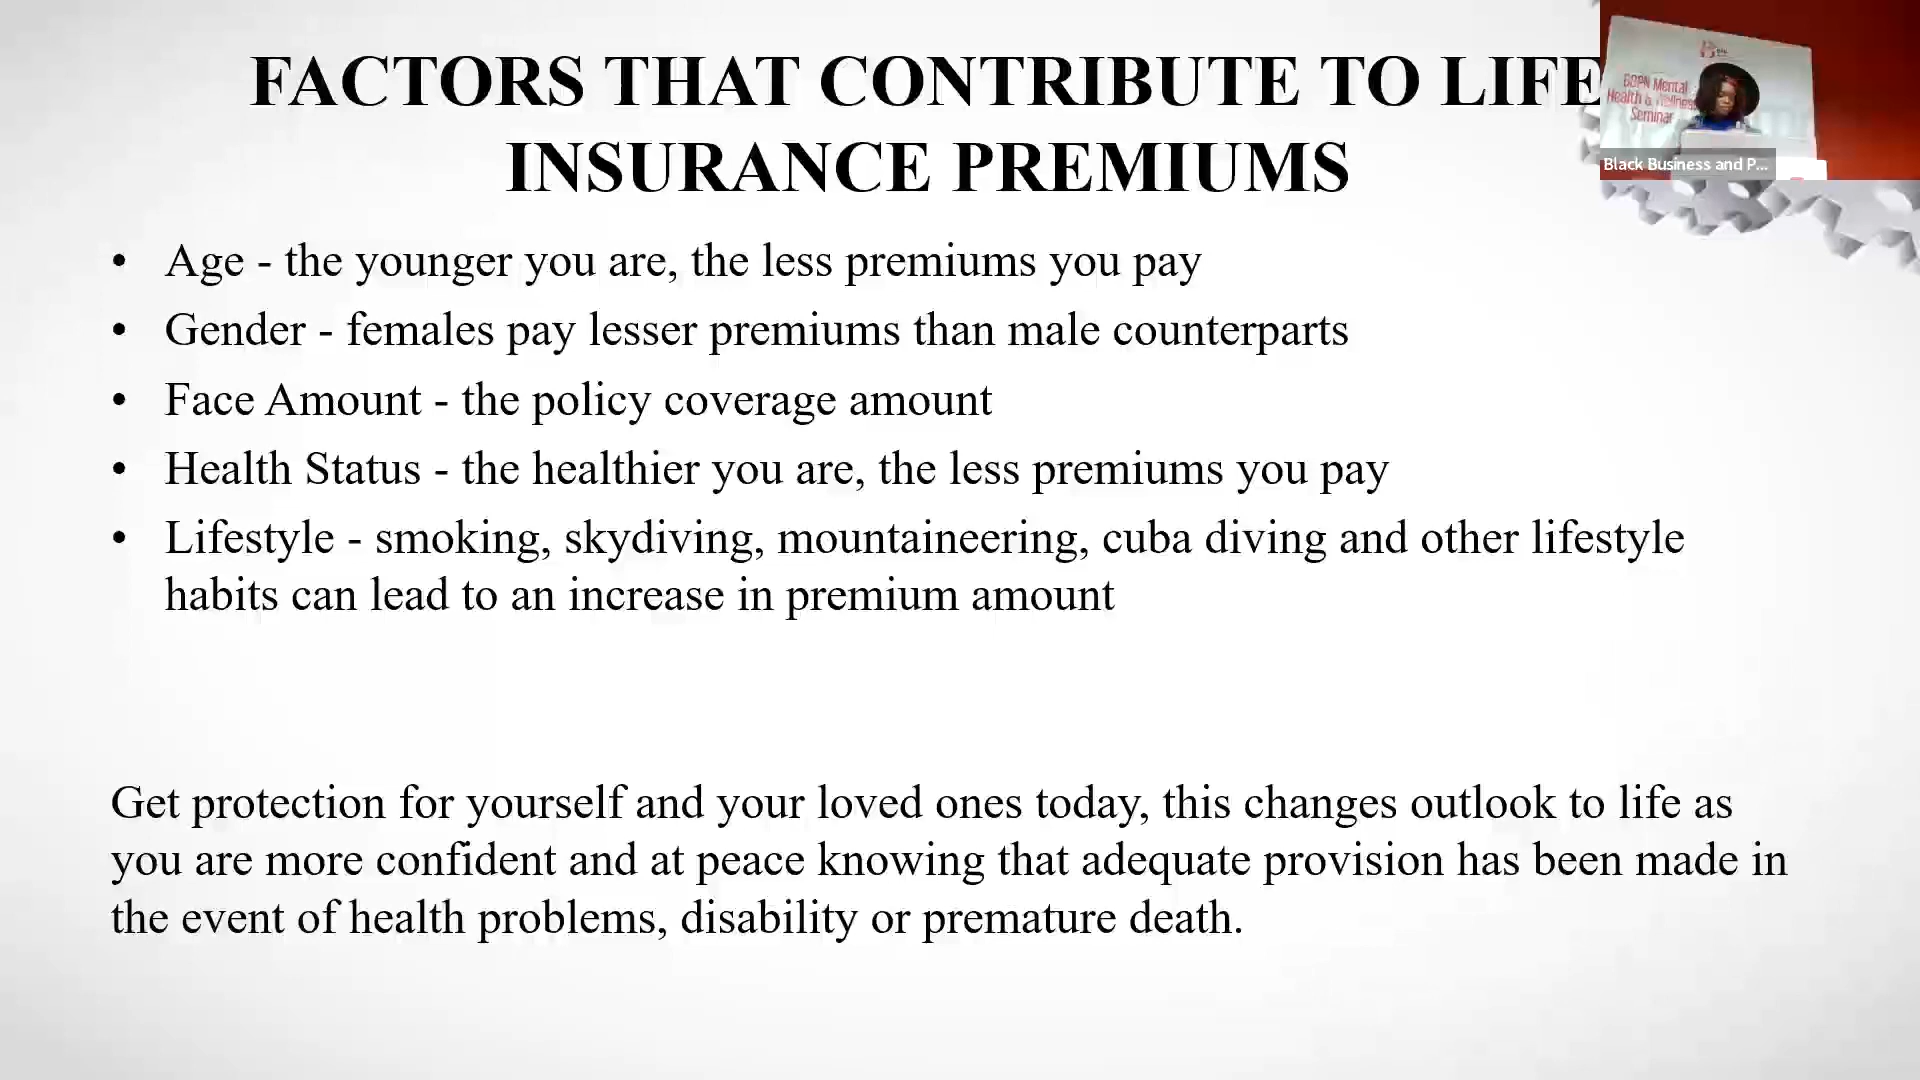 FACTORS THAT CONTRIBUTE TO LIFE
INSURANCE PREMIUMS
• Age - the younger you are, the less premiums you pay
• Gender - females pay lesser premiums than male counterparts
• Face Amount - the policy coverage amount
• Health Status - the healthier you are, the less premiums you pay
• Lifestyle - smoking, skydiving, mountaineering, cuba diving and other lifestyle
habits can lead to an increase in premium amount
Get protection for yourself and your loved ones today, this changes outlook to life as
you are more confident and at peace knowing that adequate provision has been made in
the event of health problems, disability or premature death.
Mental
Health &
Seminar
Black Business and P...